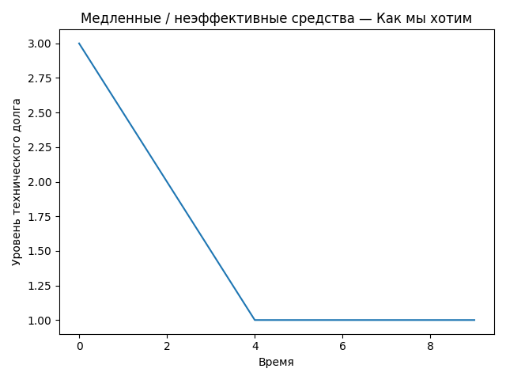 Медленные / неэффективные средства — Как мы хотим
Уровень технического долга
3.00
2.75
2.50
2.25
2.00
1.75
1.50
1.25
1.00
0 2 4 6 8
Время